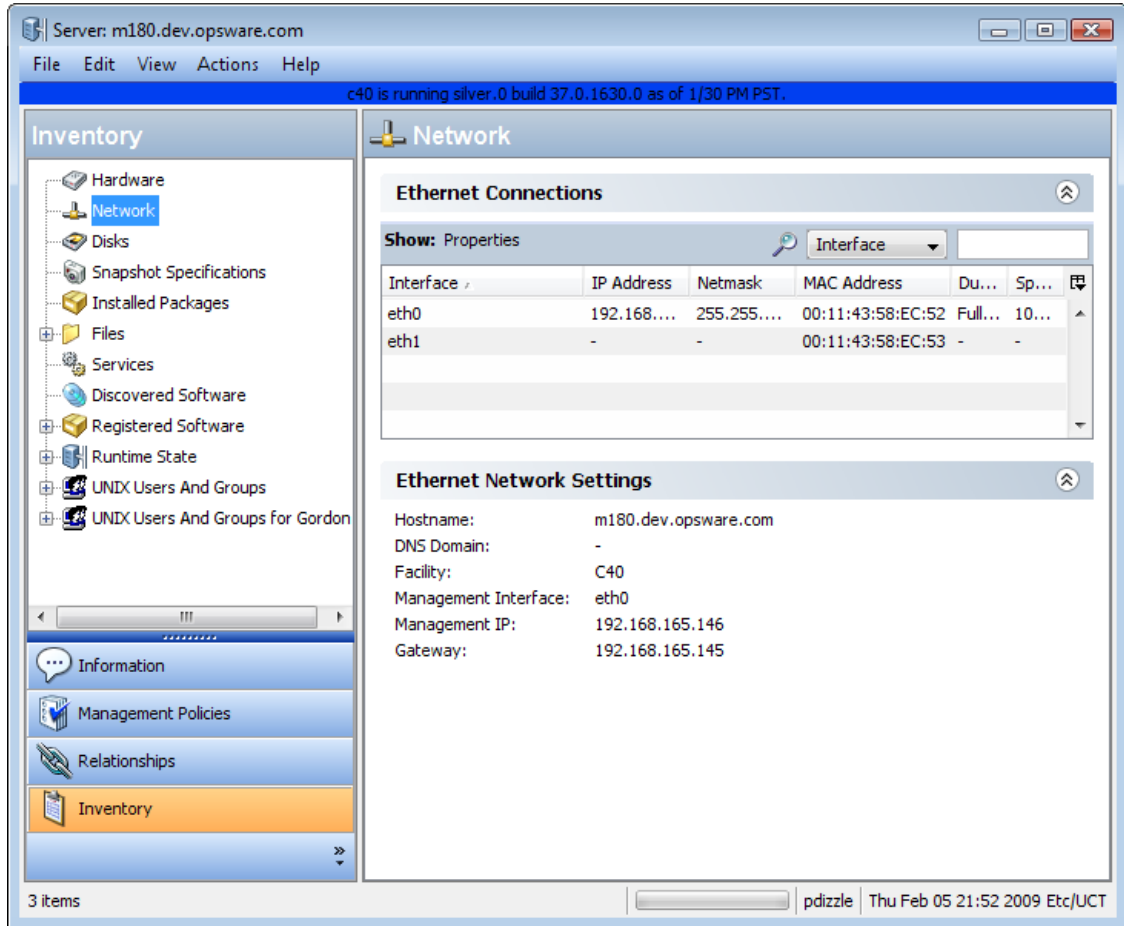 Server: m180.dev.opsware.com
File Edit View Actions Help
c40 is running silver.0 build 37.0.1630.0 as of 1/30 PM PST.
Inventory
Hardware
Network
Disks
Snapshot Specifications
Installed Packages
Files
Services
Discovered Software
Registered Software
Runtime State
UNIX Users And Groups
UNIX Users And Groups for Gordon
Information
Management Policies
Relationships
Inventory
Network
Ethernet Connections
Show: Properties Interface
Interface IP Address Netmask MAC Address Du... Sp...
eth0 192.168.... 255.255.... 00:11:43:58:EC:52 Full... 10...
eth1 - - 00:11:43:58:EC:53 - -
Ethernet Network Settings
Hostname: m180.dev.opsware.com
DNS Domain: -
Facility: C40
Management Interface: eth0
Management IP: 192.168.165.146
Gateway: 192.168.165.145
3 items pdizzle Thu Feb 05 21:52 2009 Etc/UCT